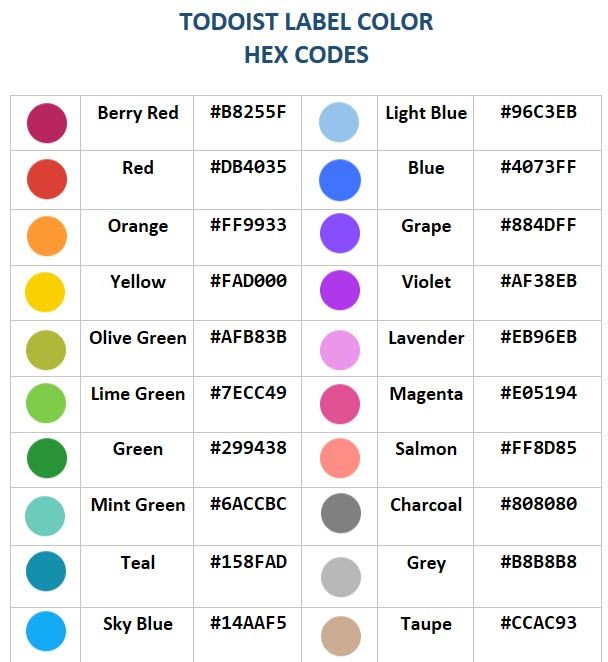 TODOIST LABEL COLOR
HEX CODES
Berry Red #B8255F Light Blue #96C3EB
Red #DB4035 Blue #4073FF
Orange #FF9933 Grape #884DFF
Yellow #FAD000 Violet #AF38EB
Olive Green #AFB83B Lavender #EB96EB
Lime Green #7ECC49 Magenta #E05194
Green #299438 Salmon #FF8D85
Mint Green #6ACCBC Charcoal #808080
Teal #158FAD Grey #B8B8B8
Sky Blue #14AAF5 Taupe #CCAC93